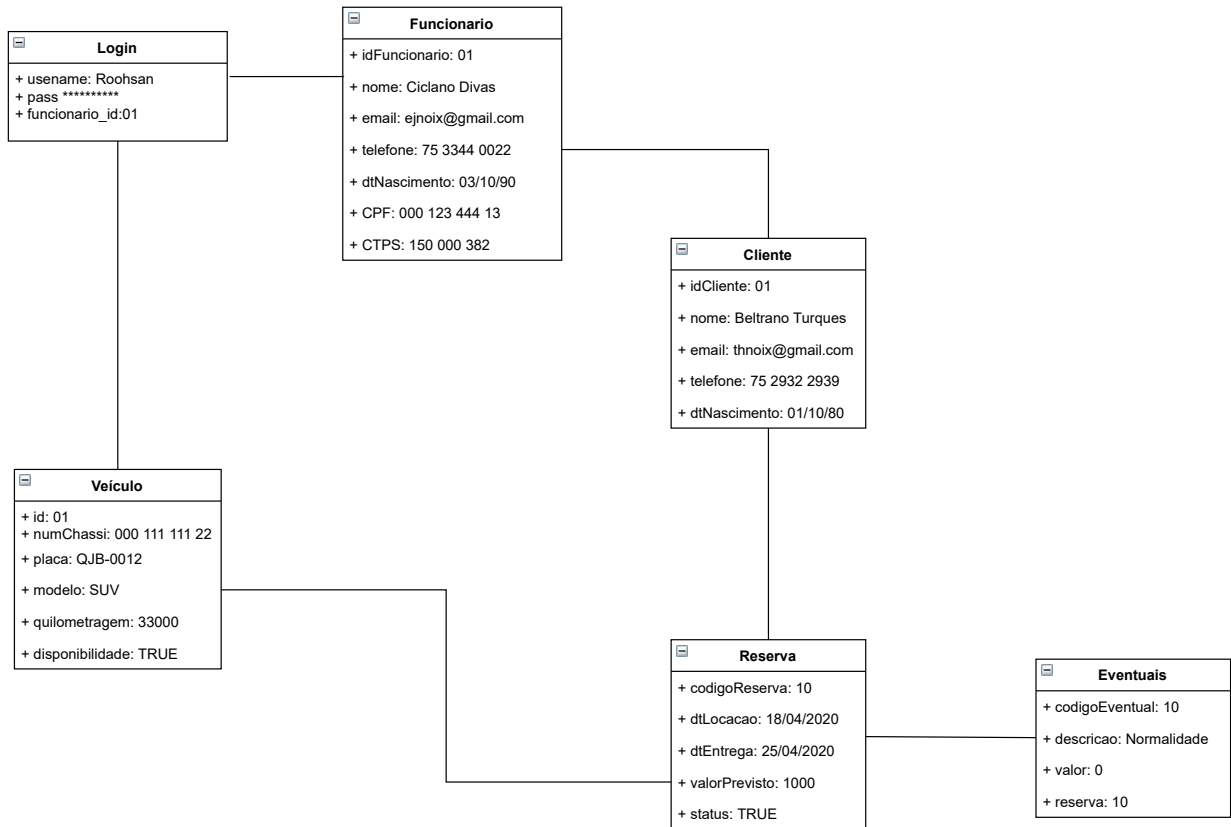 Login
+ usename: Roohsan
+ pass **********
+ funcionario_id:01
Funcionario
+ idFuncionario: 01
+ nome: Ciclano Divas
+ email: ejnoix@gmail.com
+ telefone: 75 3344 0022
+ dtNascimento: 03/10/90
+ CPF: 000 123 444 13
+ CTPS: 150 000 382
Cliente
+ idCliente: 01
+ nome: Beltrano Turques
+ email: thnoix@gmail.com
+ telefone: 75 2932 2939
+ dtNascimento: 01/10/80
Veículo
+ id: 01
+ numChassi: 000 111 111 22
+ placa: QJB-0012
+ modelo: SUV
+ quilometragem: 33000
+ disponibilidade: TRUE
Reserva
+ codigoReserva: 10
+ dtLocacao: 18/04/2020
+ dtEntrega: 25/04/2020
+ valorPrevisto: 1000
+ status: TRUE
Eventuais
+ codigoEventual: 10
+ descricao: Normalidade
+ valor: 0
+ reserva: 10